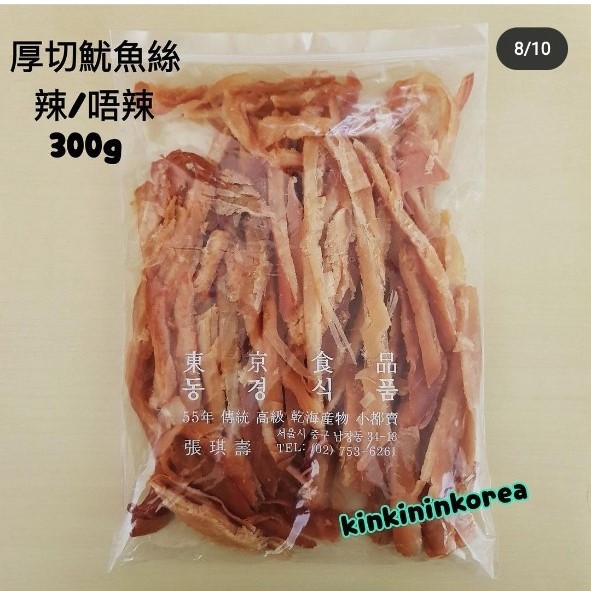 厚切魷魚絲
辣/唔辣
300g
8/10
東京食品
동경식품
55年 傳統 高級 乾海産物 小都賣
서울시 중구 남창동 34-16
張琪壽 TEL: (02) 753-6261
kinkininkorea